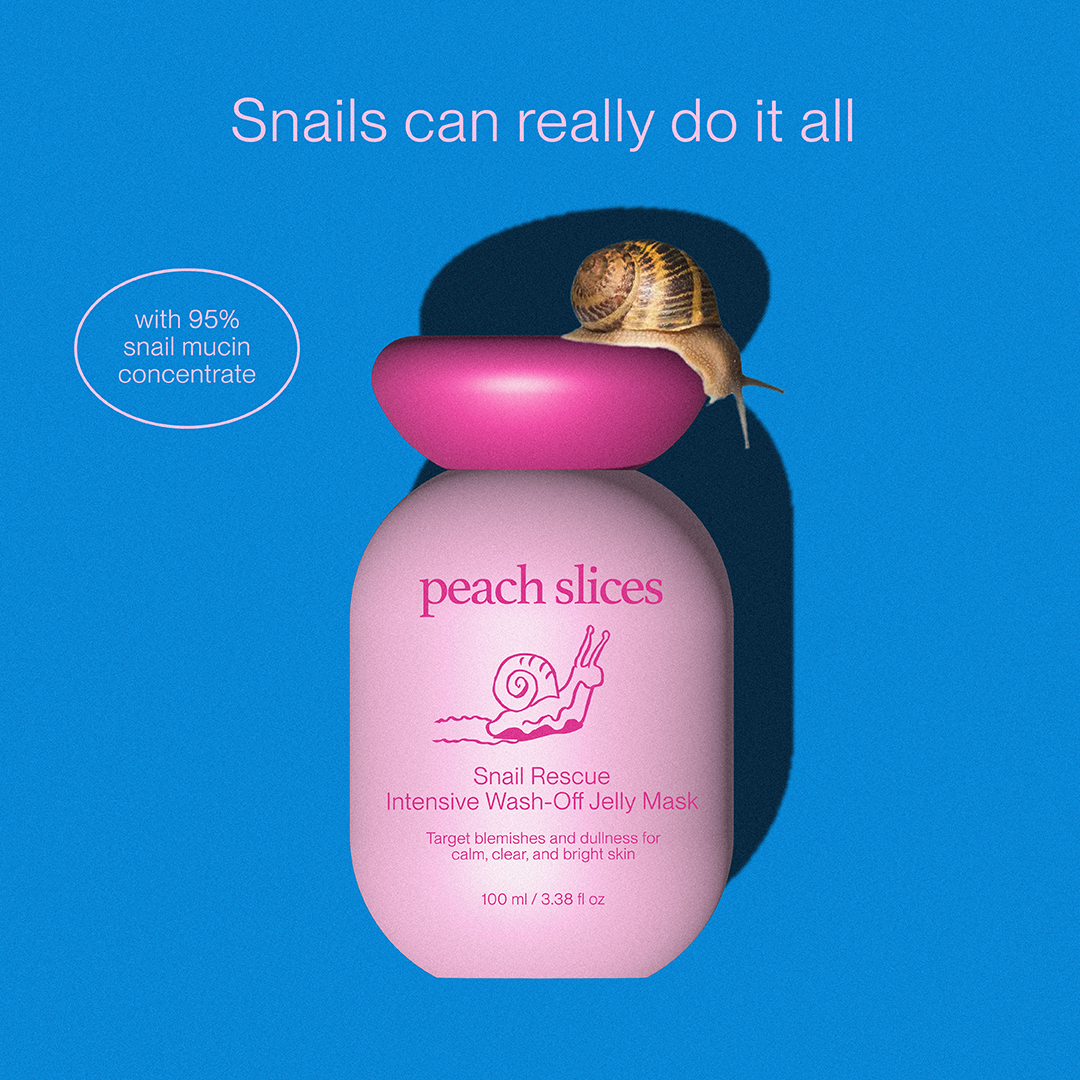 Snails can really do it all
with 95%
snail mucin
concentrate
peach slices
Snail Rescue
Intensive Wash-Off Jelly Mask
Target blemishes and dullness for
calm, clear, and bright skin
100 ml / 3.38 fl oz